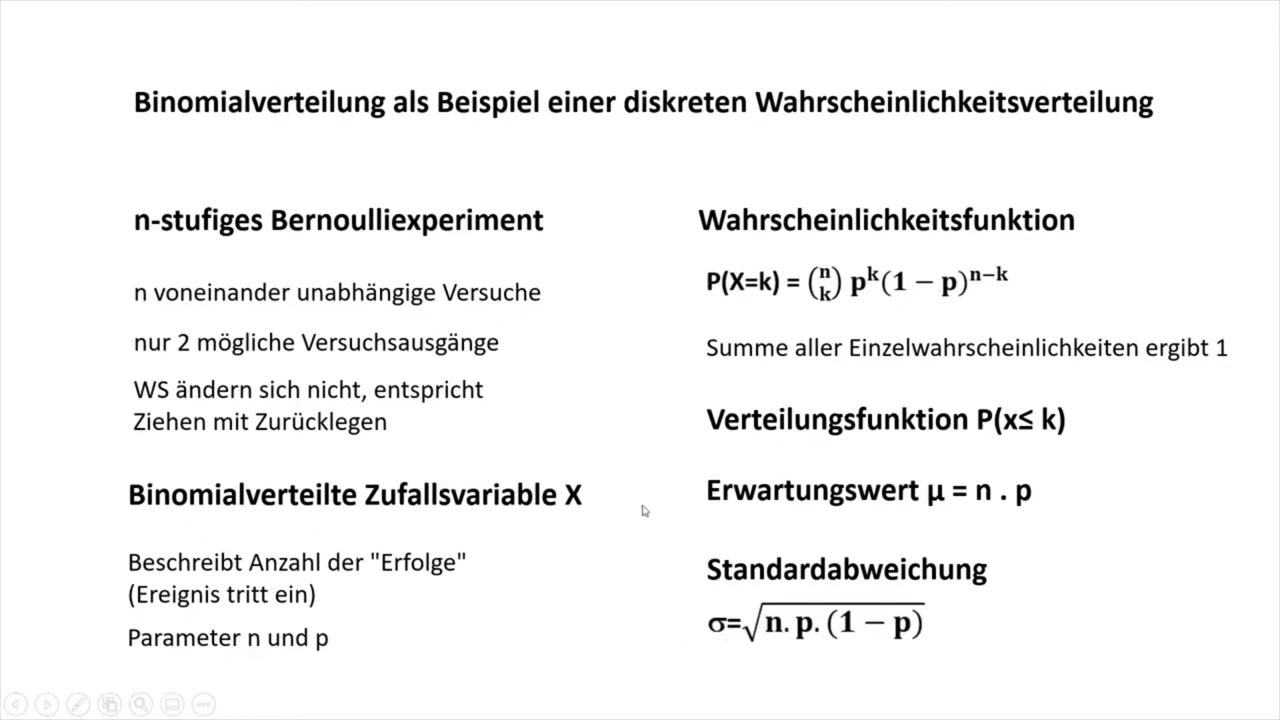 Binomialverteilung als Beispiel einer diskreten Wahrscheinlichkeitsverteilung
n-stufiges Bernoulliexperiment
n voneinander unabhängige Versuche
nur 2 mögliche Versuchsausgänge
WS ändern sich nicht, entspricht
Ziehen mit Zurücklegen
Binomialverteilte Zufallsvariable X
Beschreibt Anzahl der "Erfolge"
(Ereignis tritt ein)
Parameter n und p
Wahrscheinlichkeitsfunktion
P(X=k) = (n k) p^k (1 − p)^(n−k)
Summe aller Einzelwahrscheinlichkeiten ergibt 1
Verteilungsfunktion P(x≤ k)
Erwartungswert µ = n . p
Standardabweichung
σ=√n. p. (1 − p)